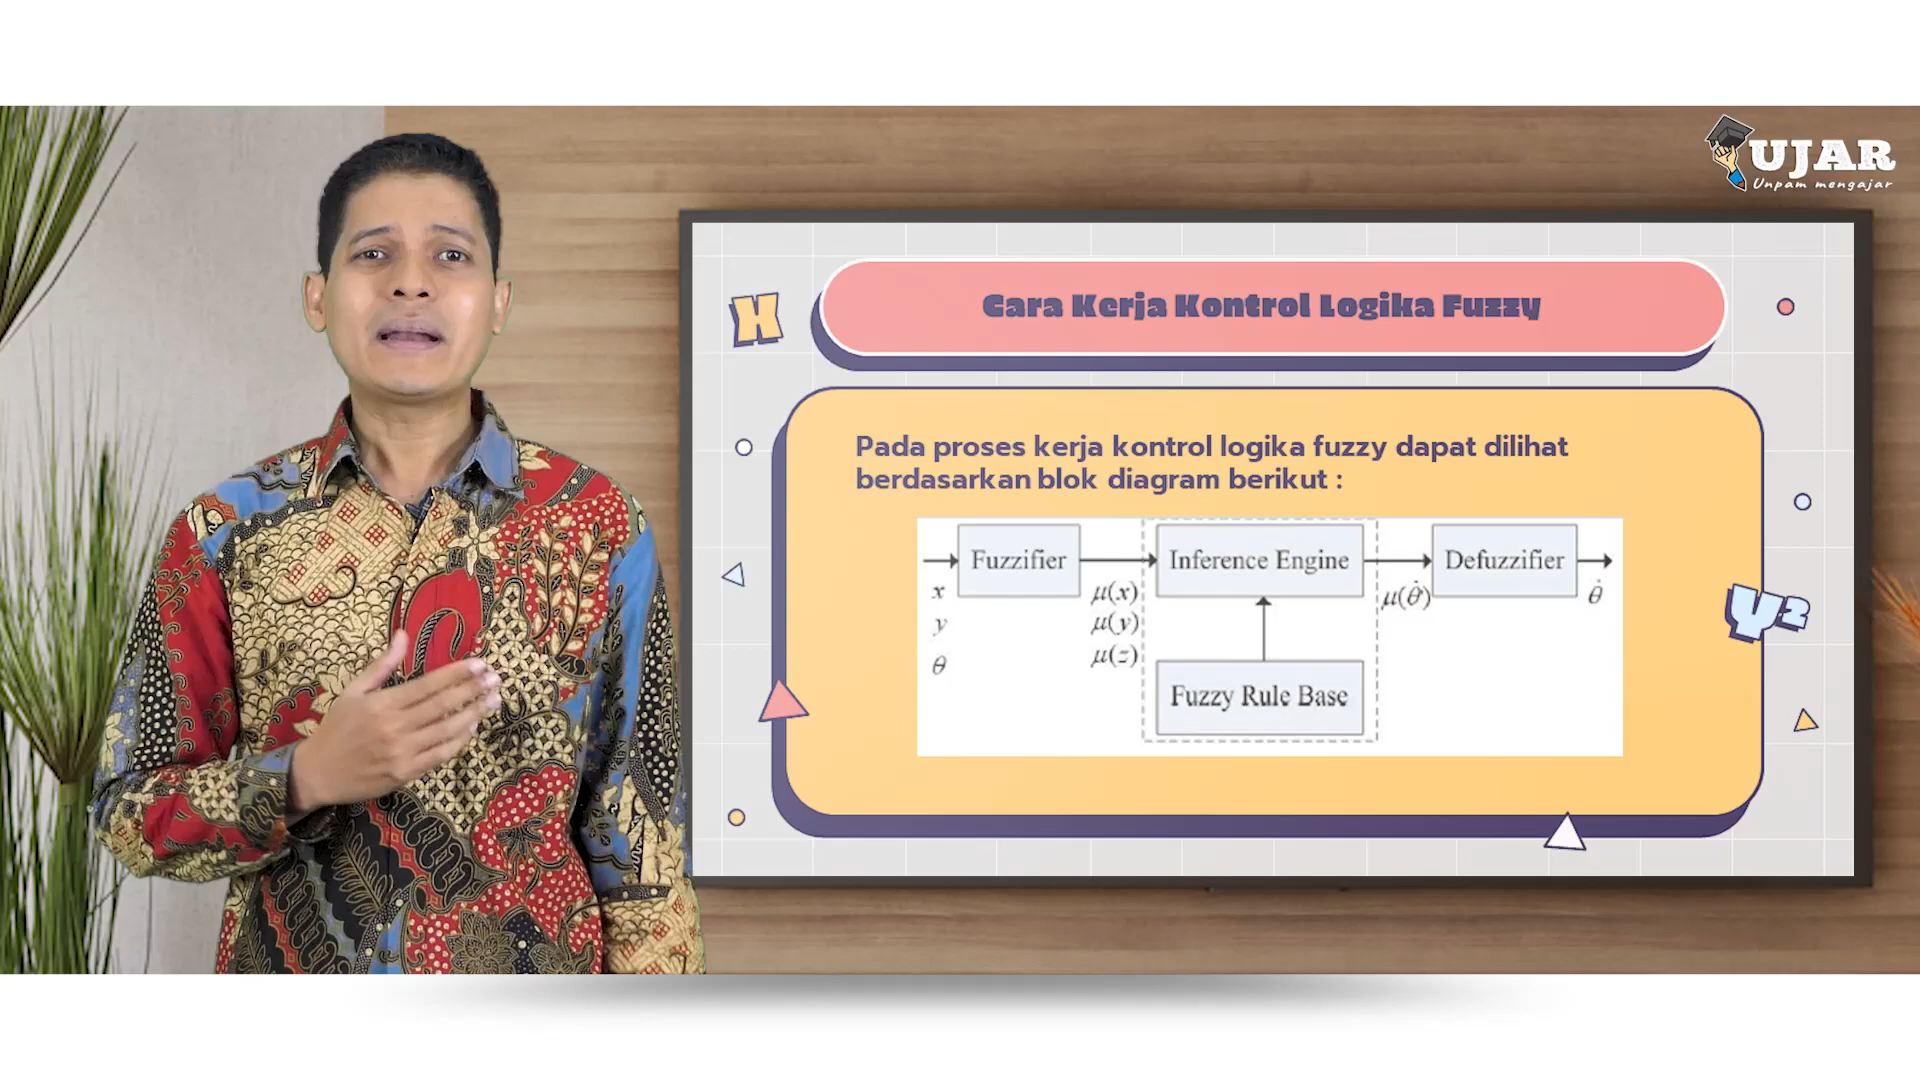 UJAR
Unpam mengajar
Cara Kerja Kontrol Logika Fuzzy
X
Pada proses kerja kontrol logika fuzzy dapat dilihat
berdasarkan blok diagram berikut :
Fuzzifier
Inference Engine
Defuzzifier
x
y
θ
μ(x)
μ(y)
μ(z)
μ(θ̇)
θ̇
Fuzzy Rule Base
Y²